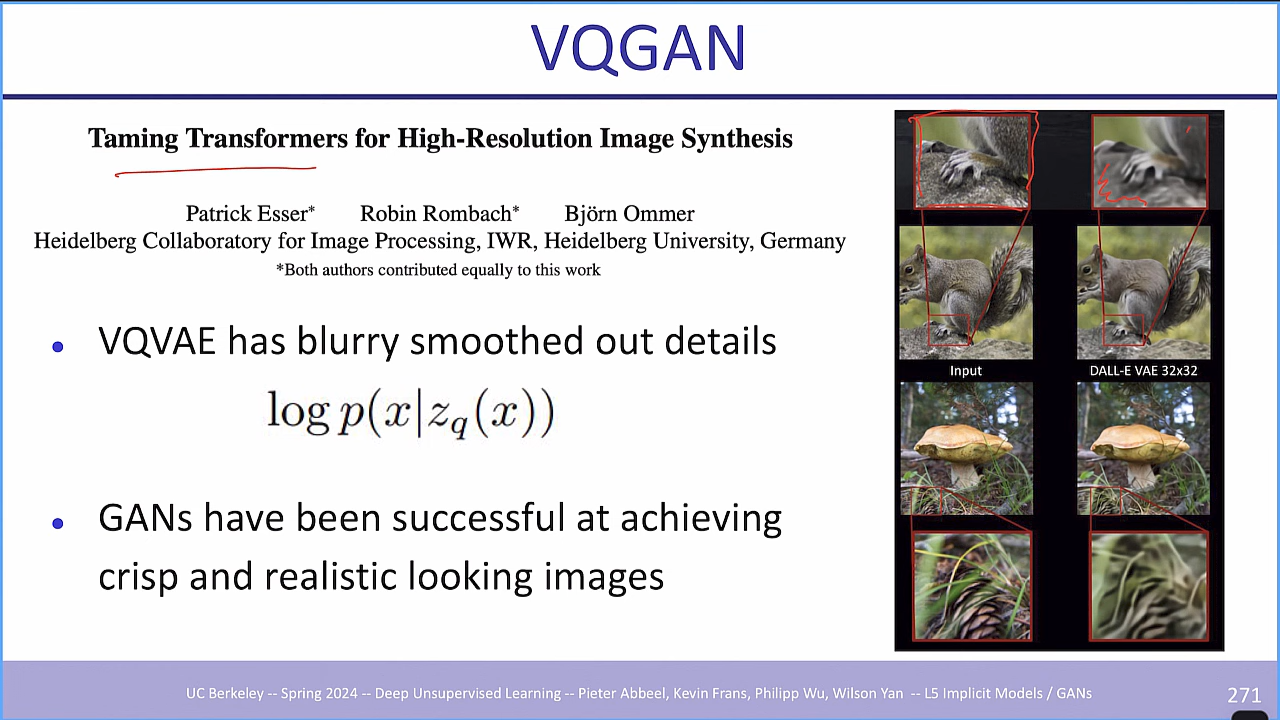 VQGAN
Taming Transformers for High-Resolution Image Synthesis
Patrick Esser* Robin Rombach* Björn Ommer
Heidelberg Collaboratory for Image Processing, IWR, Heidelberg University, Germany
*Both authors contributed equally to this work
• VQVAE has blurry smoothed out details
log p(x|z_q(x))
• GANs have been successful at achieving
crisp and realistic looking images
Input DALL-E VAE 32x32
UC Berkeley -- Spring 2024 -- Deep Unsupervised Learning -- Pieter Abbeel, Kevin Frans, Philipp Wu, Wilson Yan -- L5 Implicit Models / GANs
271